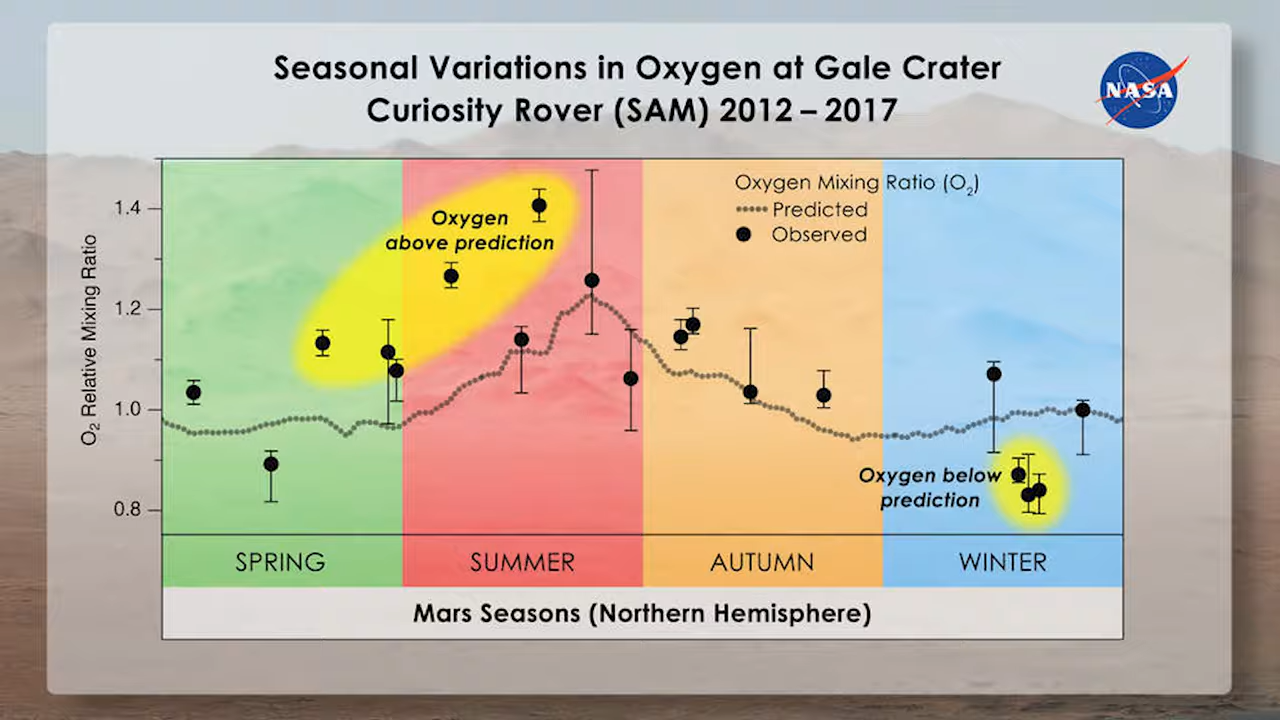 Seasonal Variations in Oxygen at Gale Crater
Curiosity Rover (SAM) 2012 – 2017
NASA
Oxygen Mixing Ratio (O₂)
Predicted
Observed
Oxygen
above prediction
Oxygen below
prediction
O₂ Relative Mixing Ratio
1.4
1.2
1.0
0.8
SPRING
SUMMER
AUTUMN
WINTER
Mars Seasons (Northern Hemisphere)